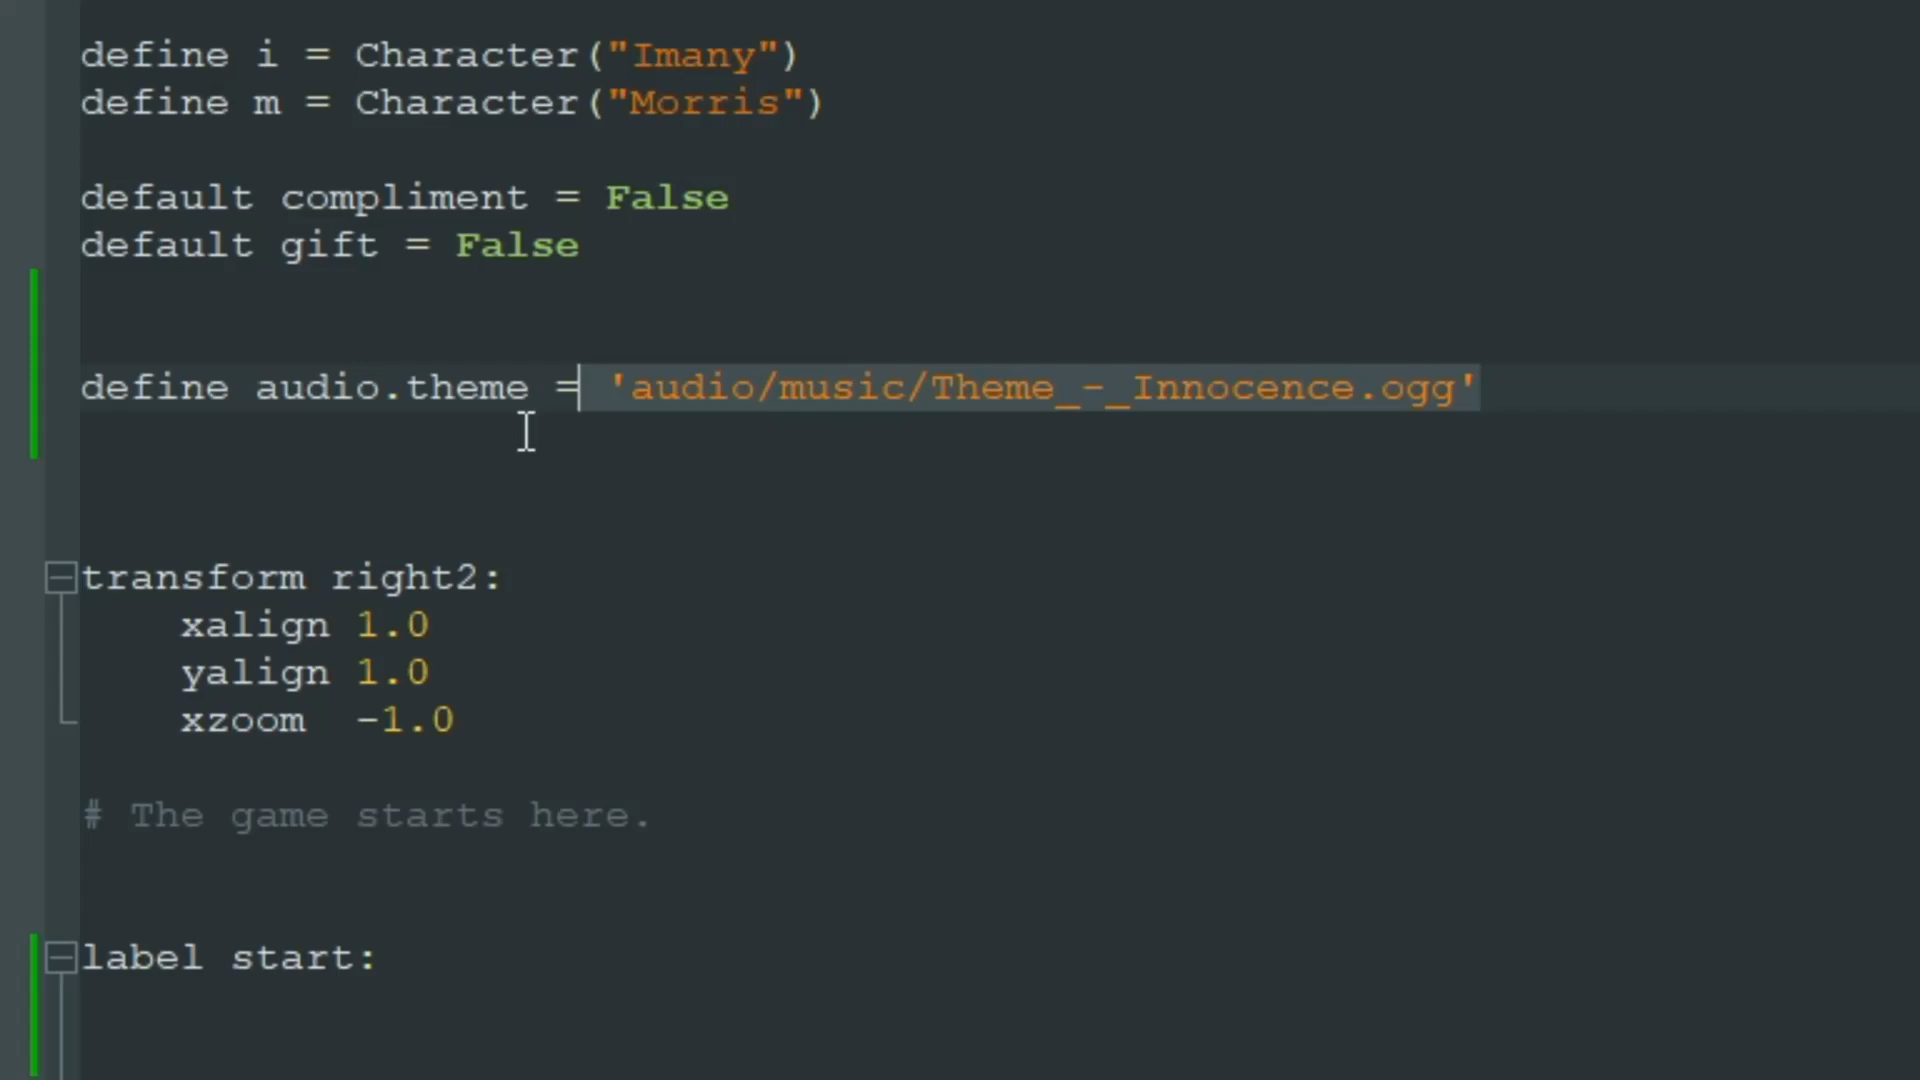 define i = Character("Imany")
define m = Character("Morris")
default compliment = False
default gift = False
define audio.theme = 'audio/music/Theme_-_Innocence.ogg'
transform right2:
    xalign 1.0
    yalign 1.0
    xzoom  -1.0
# The game starts here.
label start: